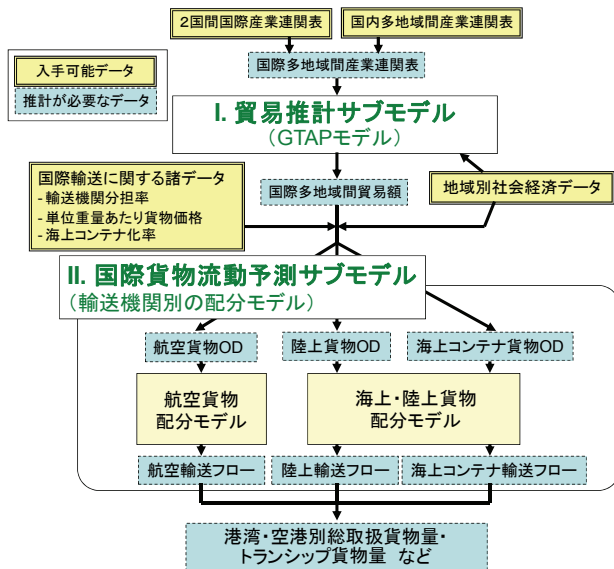 2国間国際産業連関表
国内多地域間産業連関表
入手可能データ
推計が必要なデータ
国際多地域間産業連関表
I. 貿易推計サブモデル
（GTAPモデル）
国際輸送に関する諸データ
- 輸送機関分担率
- 単位重量あたり貨物価格
- 海上コンテナ化率
国際多地域間貿易額
地域別社会経済データ
II. 国際貨物流動予測サブモデル
（輸送機関別の配分モデル）
航空貨物OD
陸上貨物OD
海上コンテナ貨物OD
航空貨物
配分モデル
海上・陸上貨物
配分モデル
航空輸送フロー
陸上輸送フロー
海上コンテナ輸送フロー
港湾・空港別総取扱貨物量・
トランシップ貨物量 など